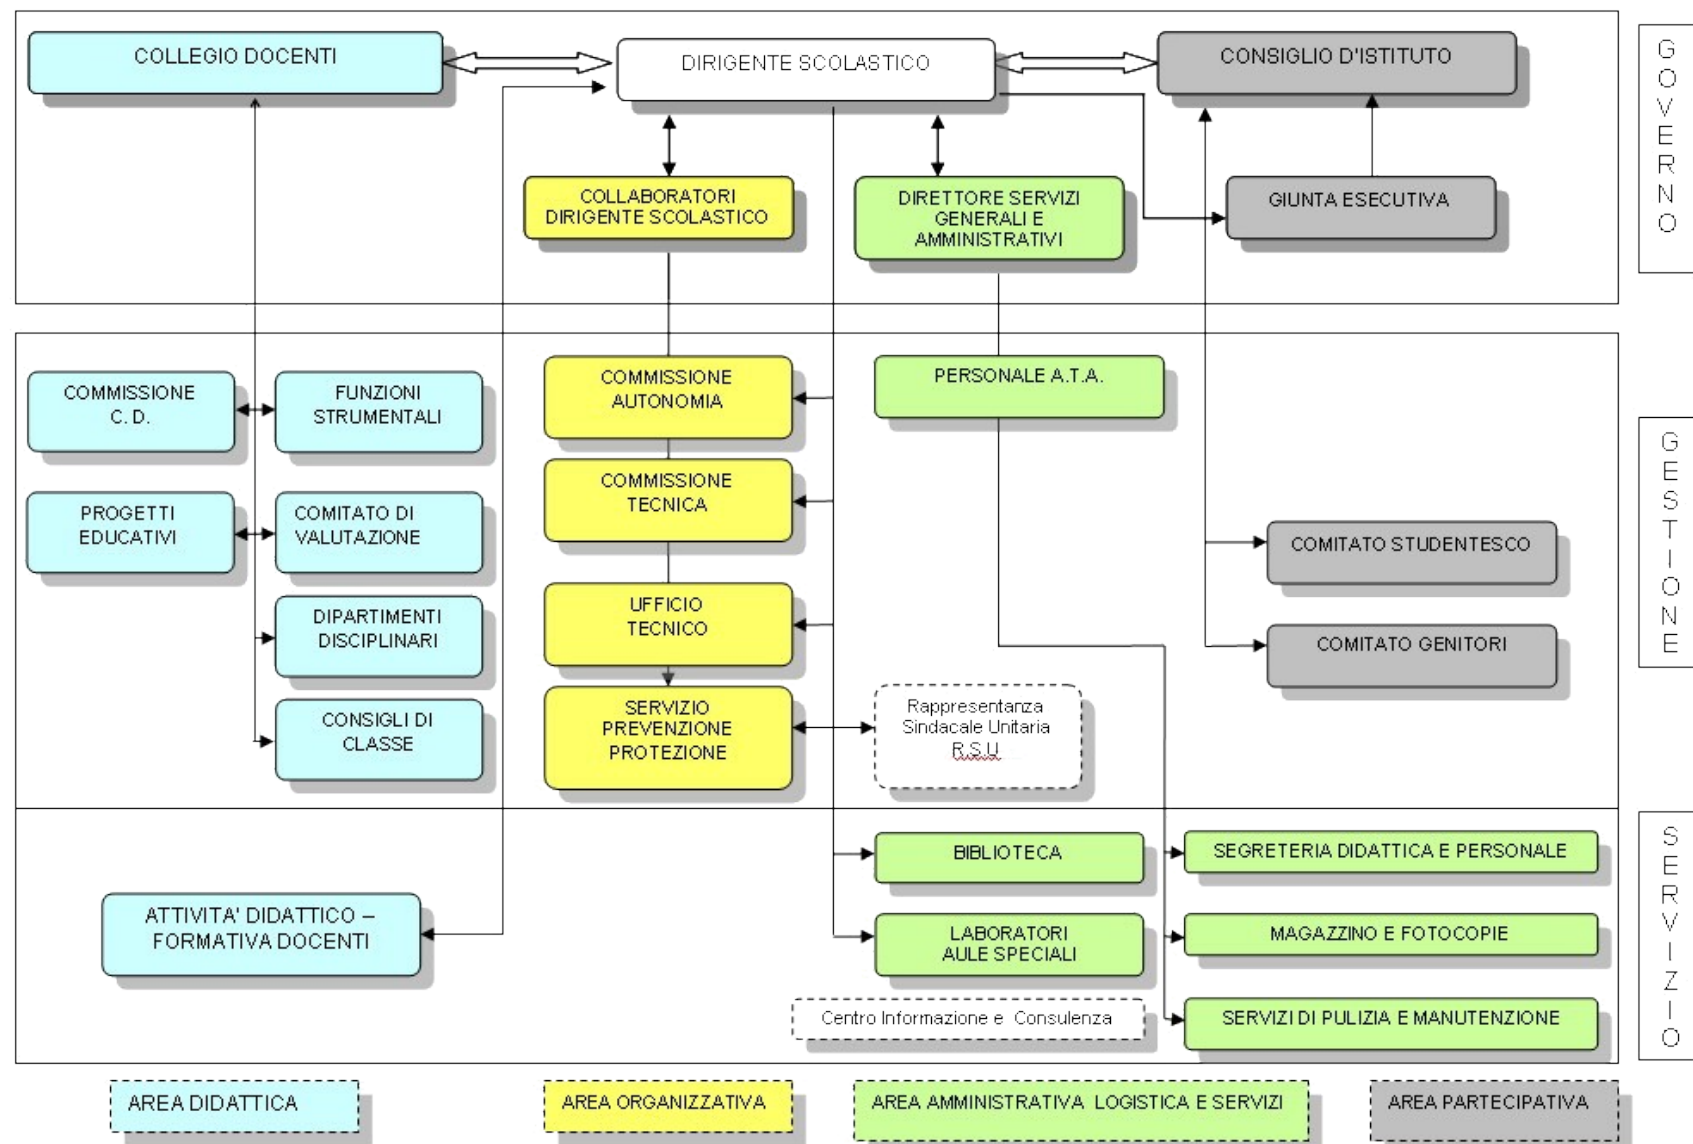 COLLEGIO DOCENTI
DIRIGENTE SCOLASTICO
CONSIGLIO D'ISTITUTO
GOVERNO
COLLABORATORI
DIRIGENTE SCOLASTICO
DIRETTORE SERVIZI
GENERALI E
AMMINISTRATIVI
GIUNTA ESECUTIVA
COMMISSIONE
C. D.
FUNZIONI
STRUMENTALI
COMMISSIONE
AUTONOMIA
PERSONALE A.T.A.
GESTIONE
PROGETTI
EDUCATIVI
COMITATO DI
VALUTAZIONE
COMMISSIONE
TECNICA
COMITATO STUDENTESCO
DIPARTIMENTI
DISCIPLINARI
UFFICIO
TECNICO
COMITATO GENITORI
CONSIGLI DI
CLASSE
SERVIZIO
PREVENZIONE
PROTEZIONE
Rappresentanza
Sindacale Unitaria
R.S.U
BIBLIOTECA
SEGRETERIA DIDATTICA E PERSONALE
SERVIZIO
ATTIVITA' DIDATTICO –
FORMATIVA DOCENTI
LABORATORI
AULE SPECIALI
MAGAZZINO E FOTOCOPIE
Centro Informazione e Consulenza
SERVIZI DI PULIZIA E MANUTENZIONE
AREA DIDATTICA
AREA ORGANIZZATIVA
AREA AMMINISTRATIVA LOGISTICA E SERVIZI
AREA PARTECIPATIVA